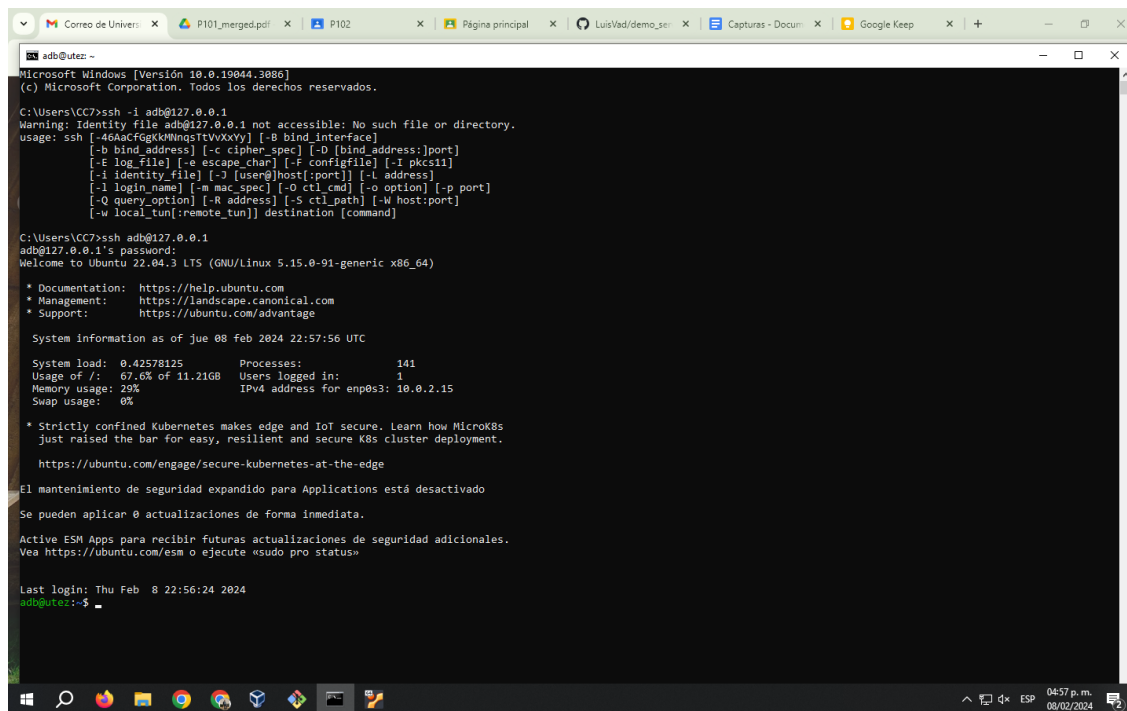 Correo de Univers
P101_merged.pdf
P102
Página principal
LuisVad/demo_ser
Capturas - Docum
Google Keep
adb@utez: ~
Microsoft Windows [Versión 10.0.19044.3086]
(c) Microsoft Corporation. Todos los derechos reservados.
C:\Users\CC7>ssh -i adb@127.0.0.1
Warning: Identity file adb@127.0.0.1 not accessible: No such file or directory.
usage: ssh [-46AaCfGgKkMNnqsTtVvXxYy] [-B bind_interface]
[-b bind_address] [-c cipher_spec] [-D [bind_address:]port]
[-E log_file] [-e escape_char] [-F configfile] [-I pkcs11]
[-i identity_file] [-J [user@]host[:port]] [-L address]
[-l login_name] [-m mac_spec] [-O ctl_cmd] [-o option] [-p port]
[-Q query_option] [-R address] [-S ctl_path] [-W host:port]
[-w local_tun[:remote_tun]] destination [command]
C:\Users\CC7>ssh adb@127.0.0.1
adb@127.0.0.1's password:
Welcome to Ubuntu 22.04.3 LTS (GNU/Linux 5.15.0-91-generic x86_64)
* Documentation: https://help.ubuntu.com
* Management: https://landscape.canonical.com
* Support: https://ubuntu.com/advantage
System information as of jue 08 feb 2024 22:57:56 UTC
System load: 0.42578125 Processes: 141
Usage of /: 67.6% of 11.21GB Users logged in: 1
Memory usage: 29% IPv4 address for enp0s3: 10.0.2.15
Swap usage: 0%
* Strictly confined Kubernetes makes edge and IoT secure. Learn how MicroK8s
just raised the bar for easy, resilient and secure K8s cluster deployment.
https://ubuntu.com/engage/secure-kubernetes-at-the-edge
El mantenimiento de seguridad expandido para Applications está desactivado
Se pueden aplicar 0 actualizaciones de forma inmediata.
Active ESM Apps para recibir futuras actualizaciones de seguridad adicionales.
Vea https://ubuntu.com/esm o ejecute «sudo pro status»
Last login: Thu Feb 8 22:56:24 2024
adb@utez:~$
ESP
04:57 p. m.
08/02/2024
2